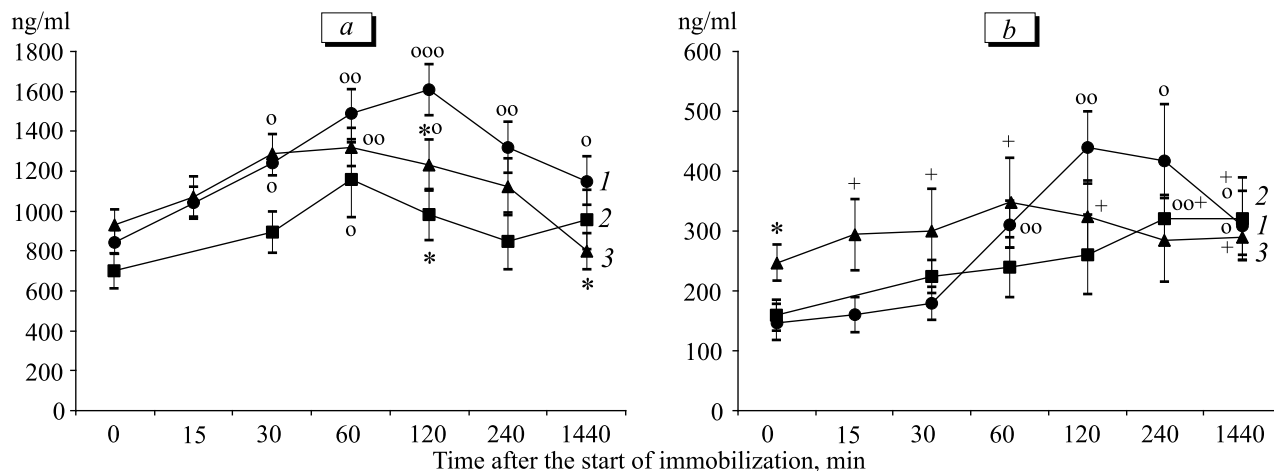 ng/ml
a
1800
1600
1400
1200
1000
800
600
400
200
0
o
oo
ooo
oo
o
o
oo
*o
o
*
*
1
2
3
0 15 30 60 120 240 1440
ng/ml
b
600
500
400
300
200
100
0
*
+
+
+
oo
oo
+
o
oo+
+
o
o
+
2
1
3
0 15 30 60 120 240 1440
Time after the start of immobilization, min